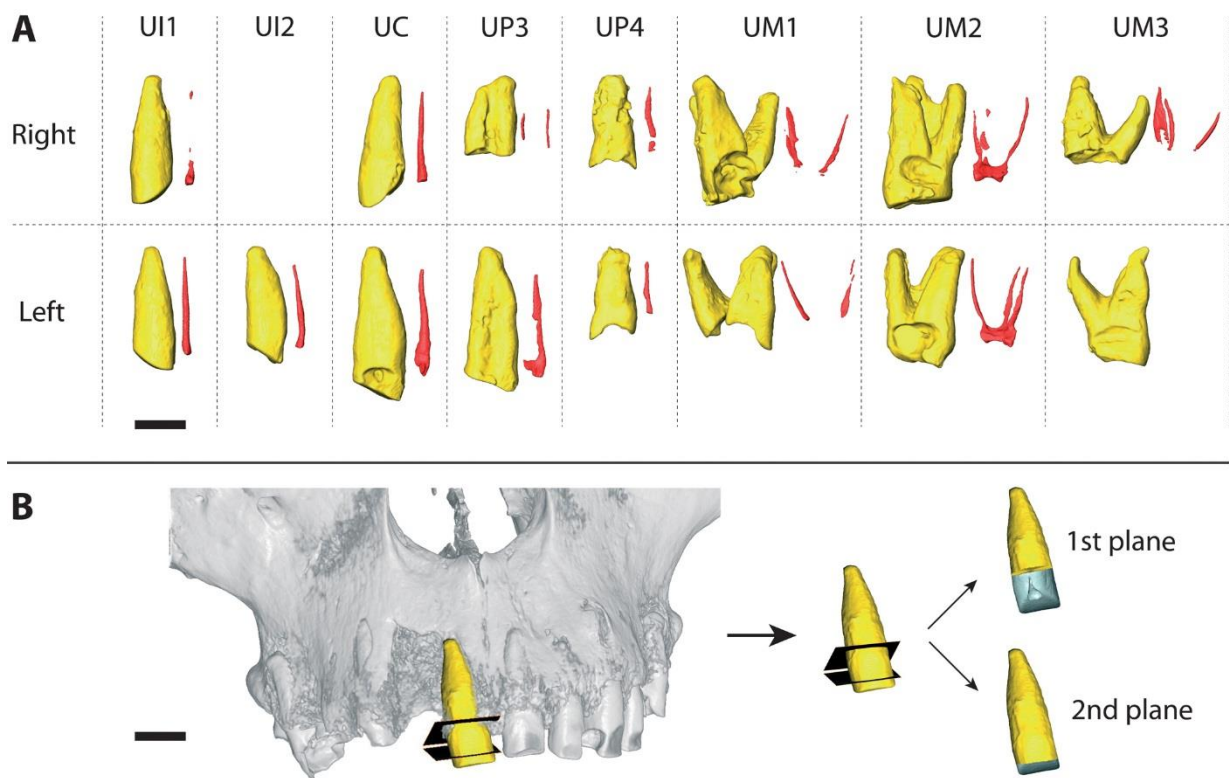 A UI1 UI2 UC UP3 UP4 UM1 UM2 UM3
Right
Left
B
1st plane
2nd plane